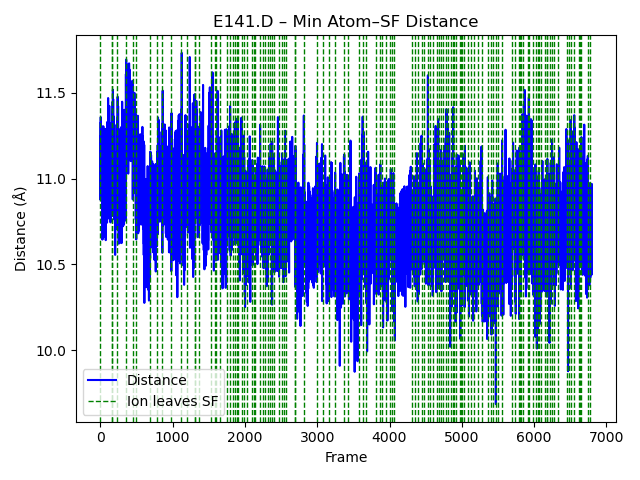 E141.D – Min Atom–SF Distance
Distance (Å)
11.5
11.0
10.5
10.0
Distance
Ion leaves SF
0 1000 2000 3000 4000 5000 6000 7000
Frame